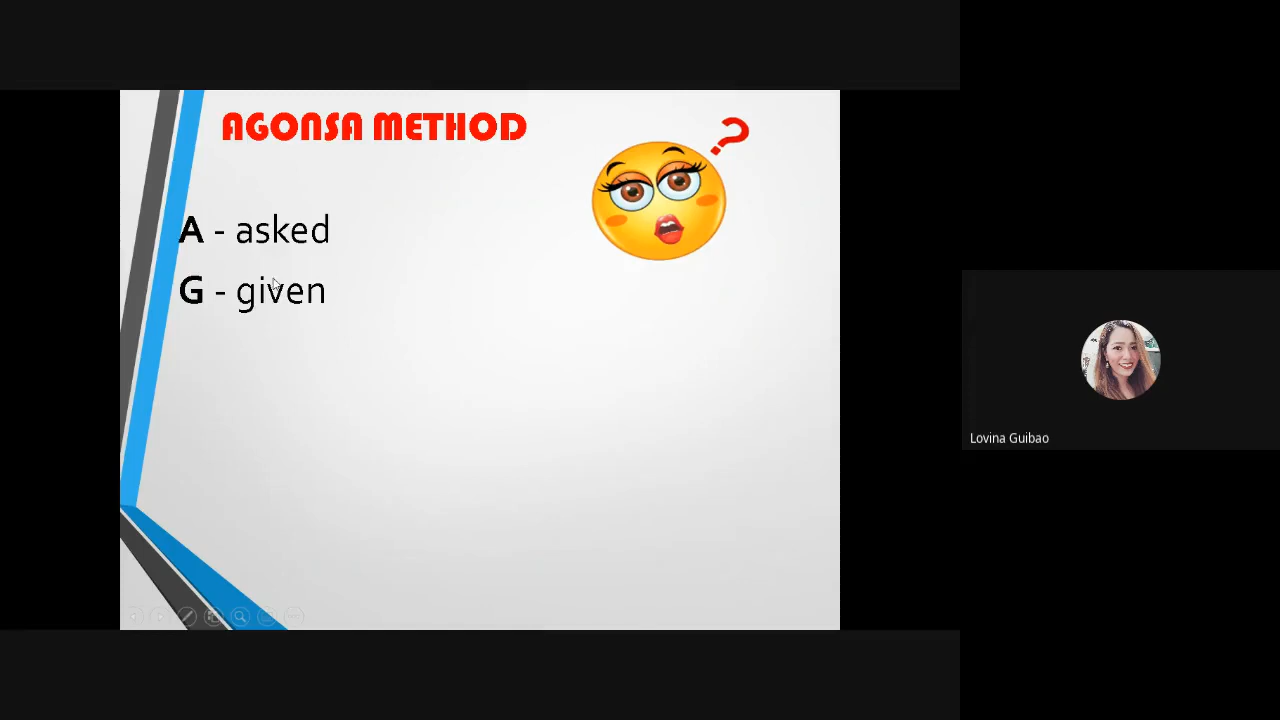 AGONSA METHOD
?
A - asked
G - given
Lovina Guibao